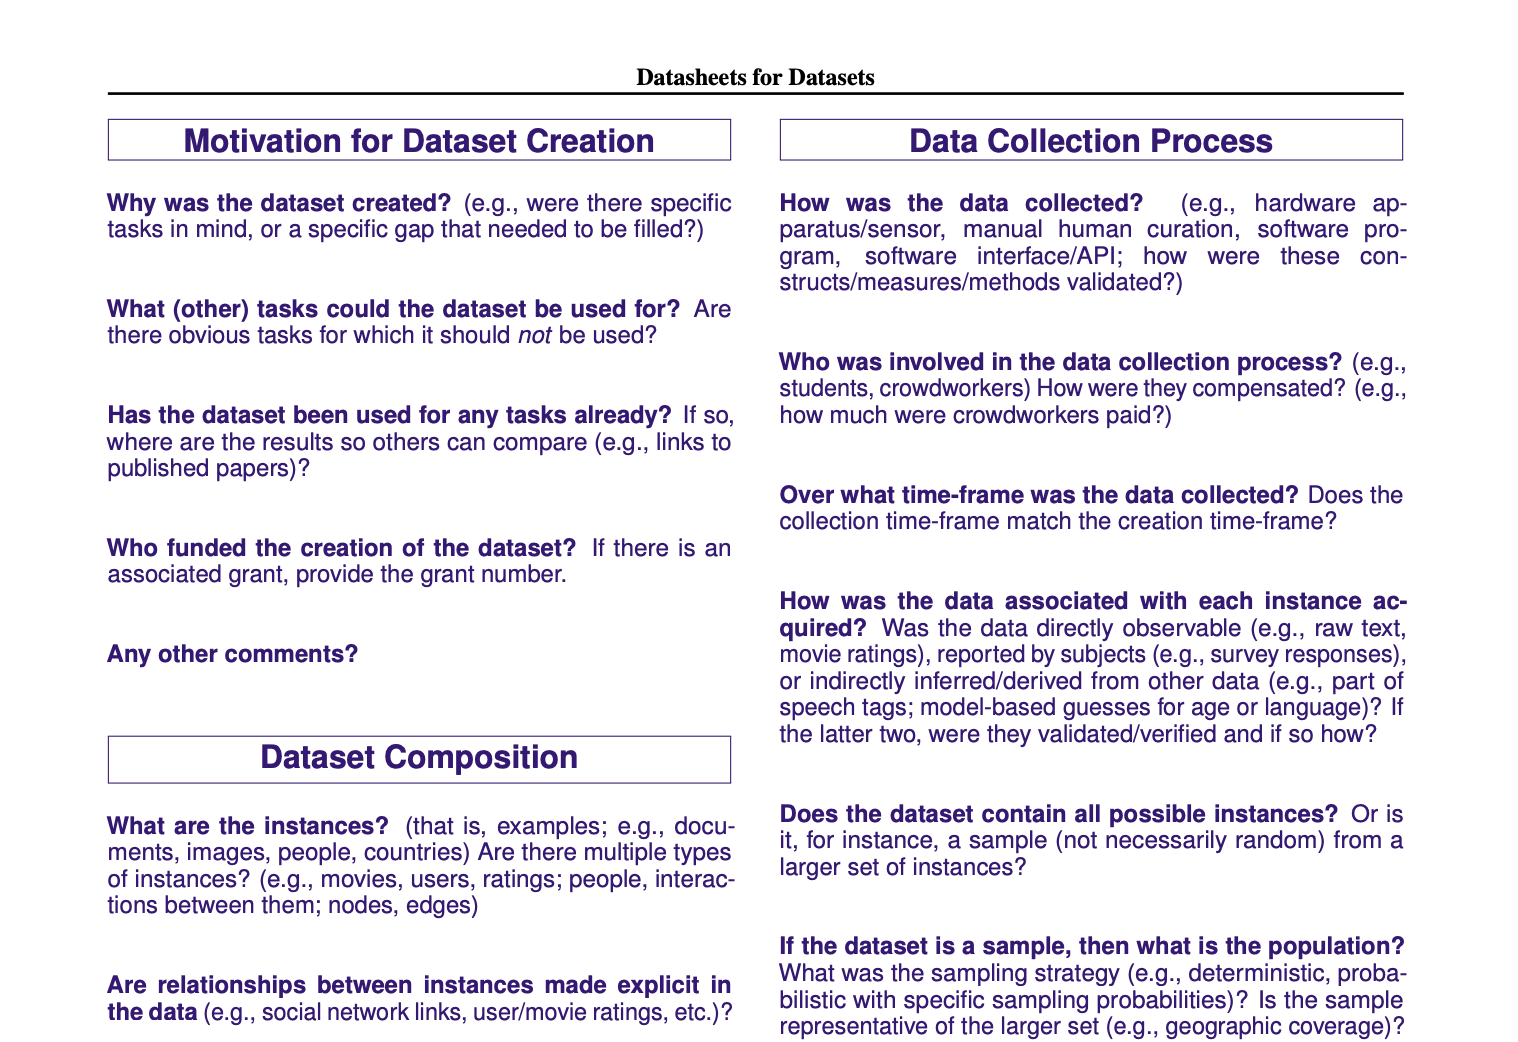 Datasheets for Datasets
Motivation for Dataset Creation
Why was the dataset created? (e.g., were there specific
tasks in mind, or a specific gap that needed to be filled?)
What (other) tasks could the dataset be used for? Are
there obvious tasks for which it should not be used?
Has the dataset been used for any tasks already? If so,
where are the results so others can compare (e.g., links to
published papers)?
Who funded the creation of the dataset? If there is an
associated grant, provide the grant number.
Any other comments?
Dataset Composition
What are the instances? (that is, examples; e.g., docu-
ments, images, people, countries) Are there multiple types
of instances? (e.g., movies, users, ratings; people, interac-
tions between them; nodes, edges)
Are relationships between instances made explicit in
the data (e.g., social network links, user/movie ratings, etc.)?
Data Collection Process
How was the data collected? (e.g., hardware ap-
paratus/sensor, manual human curation, software pro-
gram, software interface/API; how were these con-
structs/measures/methods validated?)
Who was involved in the data collection process? (e.g.,
students, crowdworkers) How were they compensated? (e.g.,
how much were crowdworkers paid?)
Over what time-frame was the data collected? Does the
collection time-frame match the creation time-frame?
How was the data associated with each instance ac-
quired? Was the data directly observable (e.g., raw text,
movie ratings), reported by subjects (e.g., survey responses),
or indirectly inferred/derived from other data (e.g., part of
speech tags; model-based guesses for age or language)? If
the latter two, were they validated/verified and if so how?
Does the dataset contain all possible instances? Or is
it, for instance, a sample (not necessarily random) from a
larger set of instances?
If the dataset is a sample, then what is the population?
What was the sampling strategy (e.g., deterministic, proba-
bilistic with specific sampling probabilities)? Is the sample
representative of the larger set (e.g., geographic coverage)?